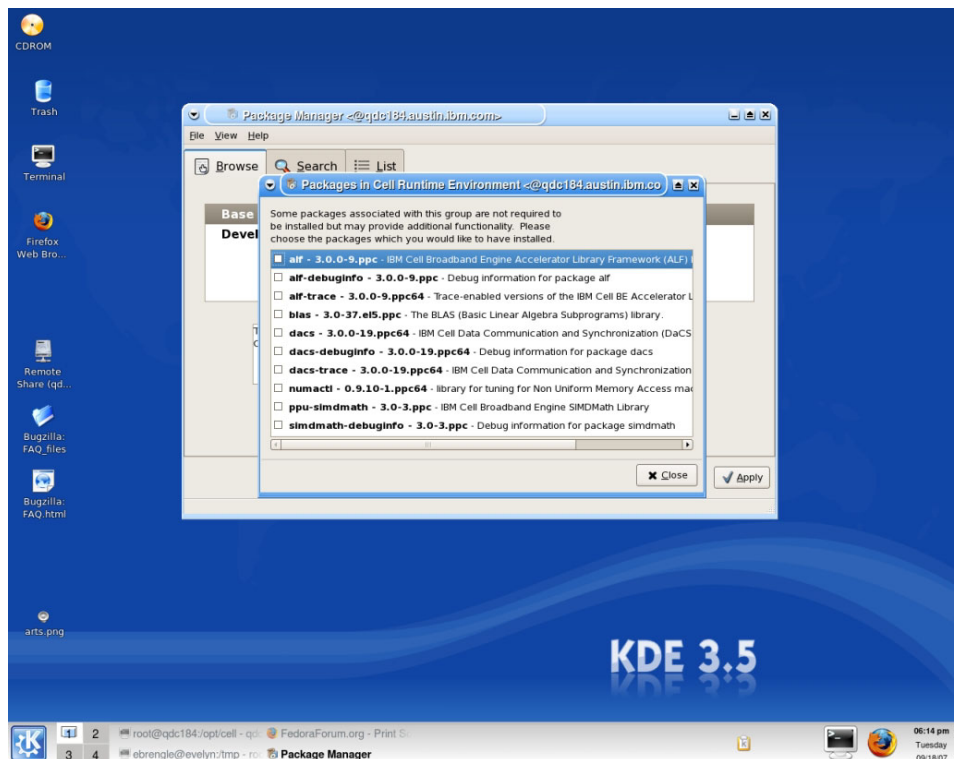 CDROM
Trash
Terminal
Firefox
Web Bro...
Remote
Share (qd...
Bugzilla:
FAQ_files
Bugzilla:
FAQ.html
arts.png
Package Manager <@qdc184.austin.ibm.com>
File View Help
Browse Search List
Base
Devel
Packages in Cell Runtime Environment <@qdc184.austin.ibm.co
Some packages associated with this group are not required to
be installed but may provide additional functionality. Please
choose the packages which you would like to have installed.
alf - 3.0.0-9.ppc - IBM Cell Broadband Engine Accelerator Library Framework (ALF)
alf-debuginfo - 3.0.0-9.ppc - Debug information for package alf
alf-trace - 3.0.0-9.ppc64 - Trace-enabled versions of the IBM Cell BE Accelerator L
blas - 3.0-37.el5.ppc - The BLAS (Basic Linear Algebra Subprograms) library.
dacs - 3.0.0-19.ppc64 - IBM Cell Data Communication and Synchronization (DaCS
dacs-debuginfo - 3.0.0-19.ppc64 - Debug information for package dacs
dacs-trace - 3.0.0-19.ppc64 - IBM Cell Data Communication and Synchronization
numactl - 0.9.10-1.ppc64 - library for tuning for Non Uniform Memory Access mac
ppu-simdmath - 3.0-3.ppc - IBM Cell Broadband Engine SIMDMath Library
simdmath-debuginfo - 3.0-3.ppc - Debug information for package simdmath
Close
Apply
KDE 3.5
1 2 root@qdc184:/opt/cell - qd FedoraForum.org - Print S
3 4 ebrengle@evelyn:/tmp - ro Package Manager
06:14 pm
Tuesday
09/18/07